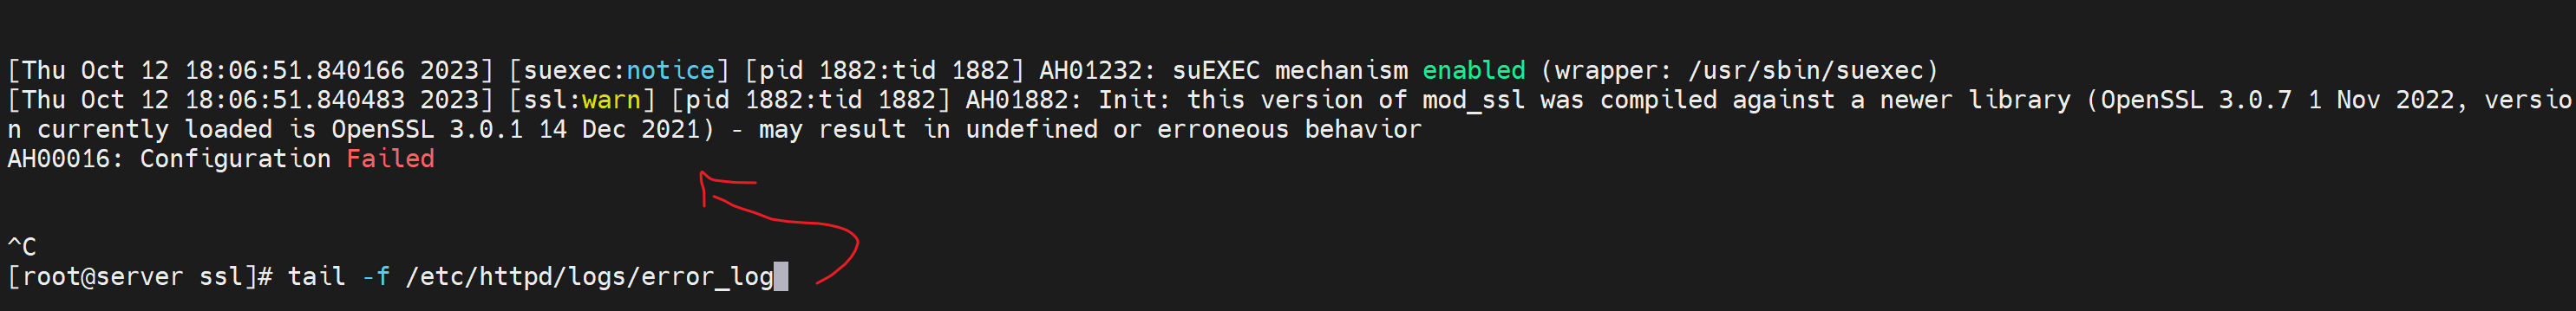 [Thu Oct 12 18:06:51.840166 2023] [suexec:notice] [pid 1882:tid 1882] AH01232: suEXEC mechanism enabled (wrapper: /usr/sbin/suexec)
[Thu Oct 12 18:06:51.840483 2023] [ssl:warn] [pid 1882:tid 1882] AH01882: Init: this version of mod_ssl was compiled against a newer library (OpenSSL 3.0.7 1 Nov 2022, versio
n currently loaded is OpenSSL 3.0.1 14 Dec 2021) - may result in undefined or erroneous behavior
AH00016: Configuration Failed
^C
[root@server ssl]# tail -f /etc/httpd/logs/error_log